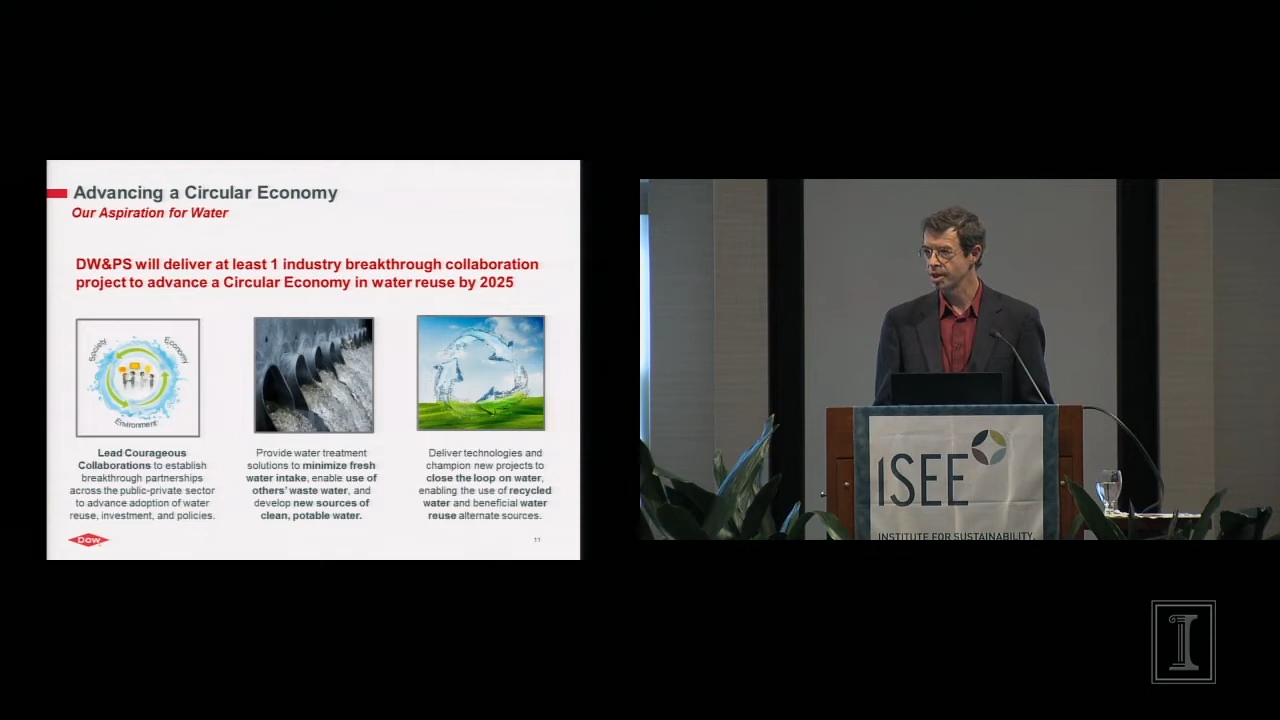 Advancing a Circular Economy
Our Aspiration for Water
DW&PS will deliver at least 1 industry breakthrough collaboration
project to advance a Circular Economy in water reuse by 2025
Society
Economy
Environment
Lead Courageous
Collaborations to establish
breakthrough partnerships
across the public-private sector
to advance adoption of water
reuse, investment, and policies.
Provide water treatment
solutions to minimize fresh
water intake, enable use of
others' waste water, and
develop new sources of
clean, potable water.
Deliver technologies and
champion new projects to
close the loop on water,
enabling the use of recycled
water and beneficial water
reuse alternate sources.
Dow
11
ISEE
INSTITUTE FOR SUSTAINABILITY,
I